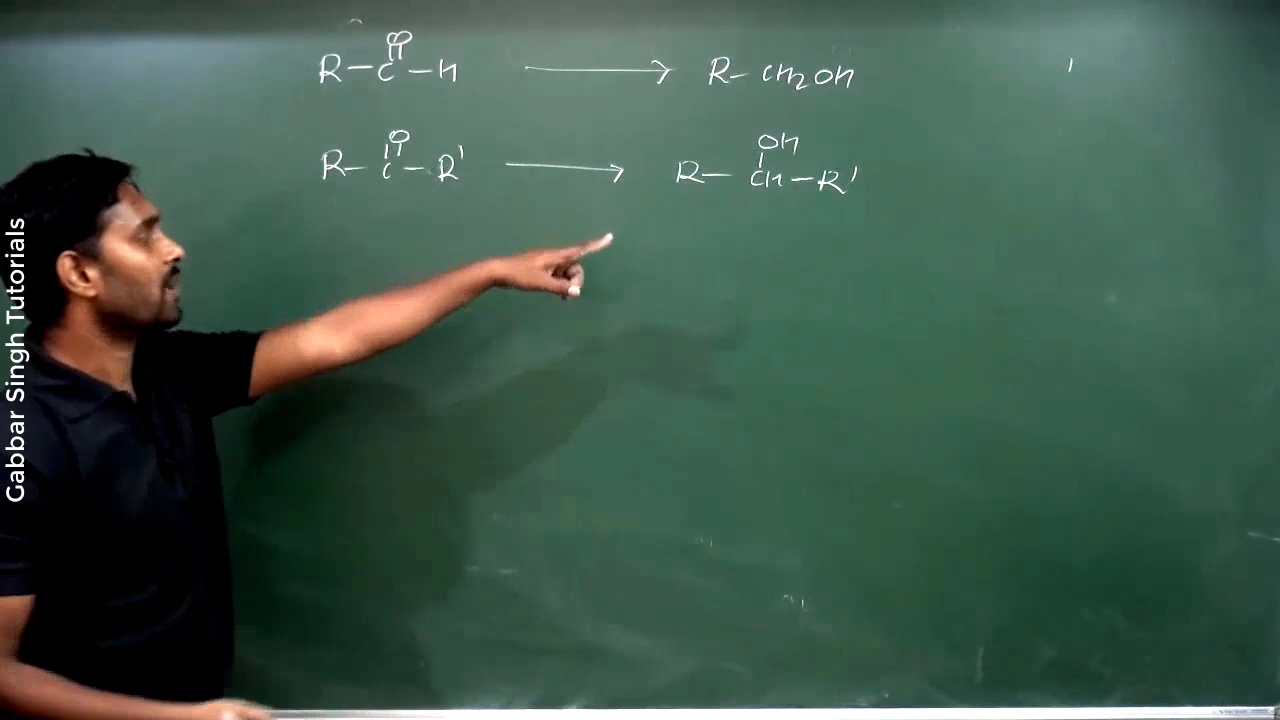 O
R-C-H → R-CH2OH
O OH
R-C-R' → R-CH-R'
Gabbar Singh Tutorials